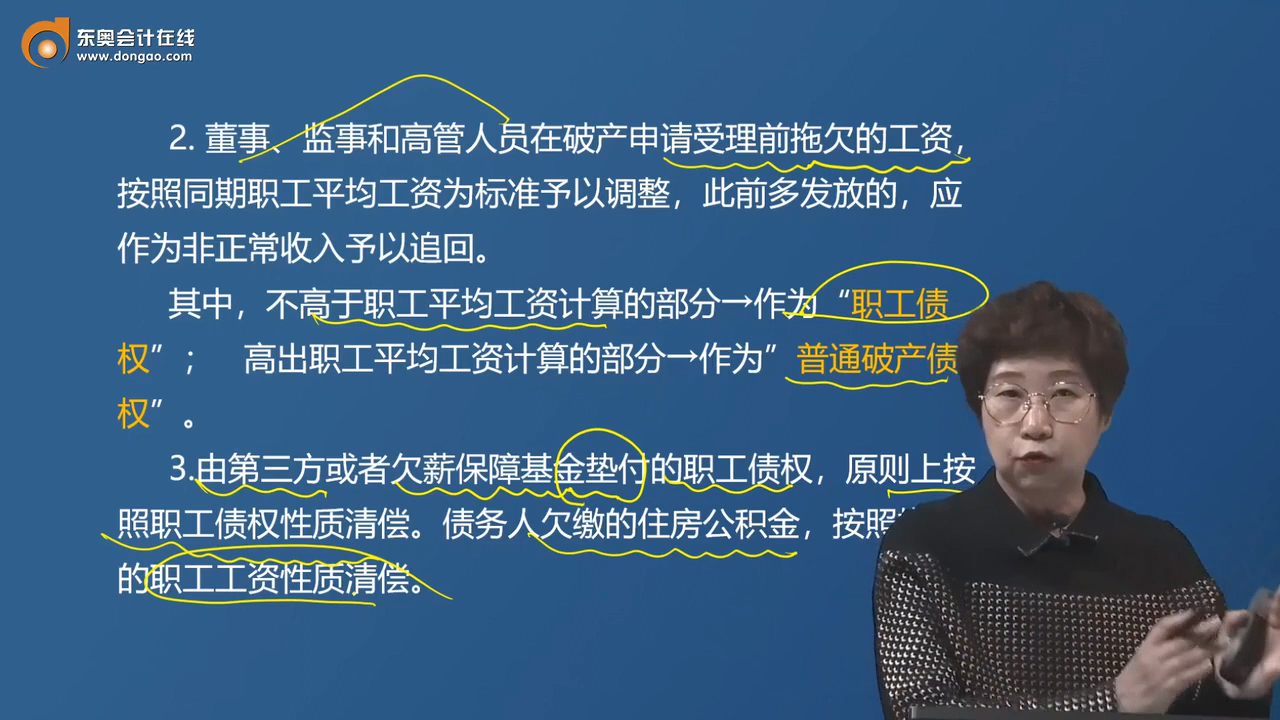 东奥会计在线
www.dongao.com
2. 董事、监事和高管人员在破产申请受理前拖欠的工资，
按照同期职工平均工资为标准予以调整，此前多发放的，应
作为非正常收入予以追回。
其中，不高于职工平均工资计算的部分→作为“职工债
权”； 高出职工平均工资计算的部分→作为”普通破产债
权”。
3.由第三方或者欠薪保障基金垫付的职工债权，原则上按
照职工债权性质清偿。债务人欠缴的住房公积金，按照
的职工工资性质清偿。